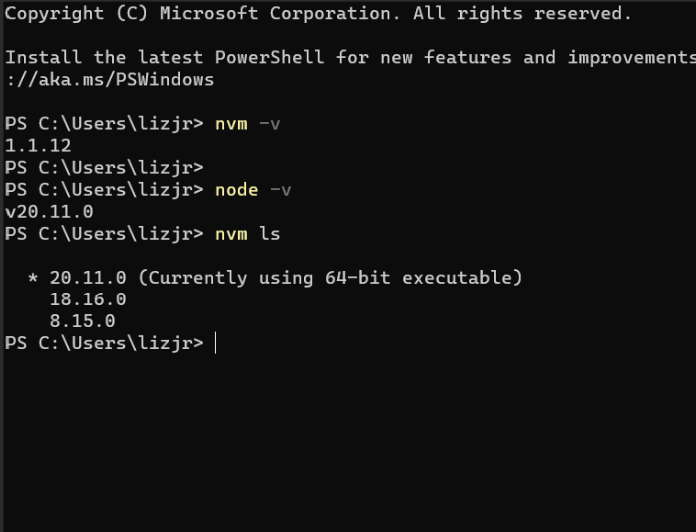 Copyright (C) Microsoft Corporation. All rights reserved.
Install the latest PowerShell for new features and improvements
://aka.ms/PSWindows
PS C:\Users\lizjr> nvm -v
1.1.12
PS C:\Users\lizjr>
PS C:\Users\lizjr> node -v
v20.11.0
PS C:\Users\lizjr> nvm ls
* 20.11.0 (Currently using 64-bit executable)
18.16.0
8.15.0
PS C:\Users\lizjr>